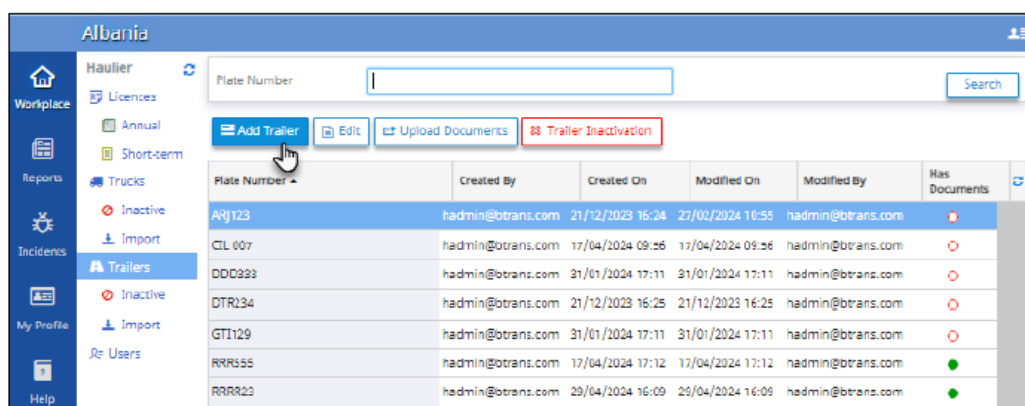 Albania
Workplace
Reports
Incidents
My Profile
Help
Haulier
Licences
Annual
Short-term
Trucks
Inactive
Import
Trailers
Inactive
Import
Users
Plate Number
Search
Add Trailer Edit Upload Documents Trailer Inactivation
Plate Number Created By Created On Modified On Modified By Has Documents
ARJ123 hadmin@btrans.com 21/12/2023 16:24 27/02/2024 10:55 hadmin@btrans.com
CIL 007 hadmin@btrans.com 17/04/2024 09:56 17/04/2024 09:56 hadmin@btrans.com
DDD333 hadmin@btrans.com 31/01/2024 17:11 31/01/2024 17:11 hadmin@btrans.com
DTR234 hadmin@btrans.com 21/12/2023 16:25 21/12/2023 16:25 hadmin@btrans.com
GTI129 hadmin@btrans.com 31/01/2024 17:11 31/01/2024 17:11 hadmin@btrans.com
RRR555 hadmin@btrans.com 17/04/2024 17:12 17/04/2024 17:12 hadmin@btrans.com
RRRR23 hadmin@btrans.com 29/04/2024 16:09 29/04/2024 16:09 hadmin@btrans.com